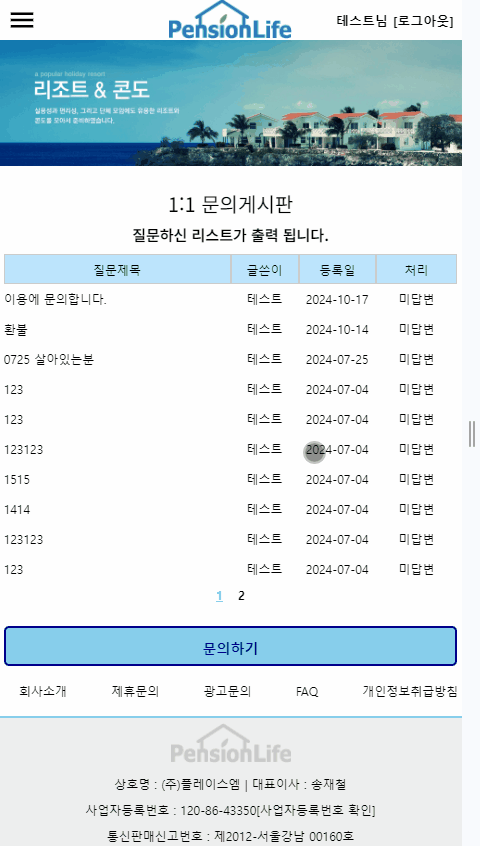 PensionLife
테스트님 [로그아웃]
a popular holiday resort
리조트 & 콘도
실용성과 편리성, 그리고 단체 모임에도 유용한 리조트와
콘도를 모아서 준비하였습니다.
1:1 문의게시판
질문하신 리스트가 출력 됩니다.
질문제목 글쓴이 등록일 처리
이용에 문의합니다. 테스트 2024-10-17 미답변
환불 테스트 2024-10-14 미답변
0725 살아있는분 테스트 2024-07-25 미답변
123 테스트 2024-07-04 미답변
123 테스트 2024-07-04 미답변
123123 테스트 2024-07-04 미답변
1515 테스트 2024-07-04 미답변
1414 테스트 2024-07-04 미답변
123123 테스트 2024-07-04 미답변
123 테스트 2024-07-04 미답변
1 2
문의하기
회사소개 제휴문의 광고문의 FAQ 개인정보취급방침
PensionLife
상호명 : (주)플레이스엠 | 대표이사 : 송재철
사업자등록번호 : 120-86-43350[사업자등록번호 확인]
통신판매신고번호 : 제2012-서울강남 00160호